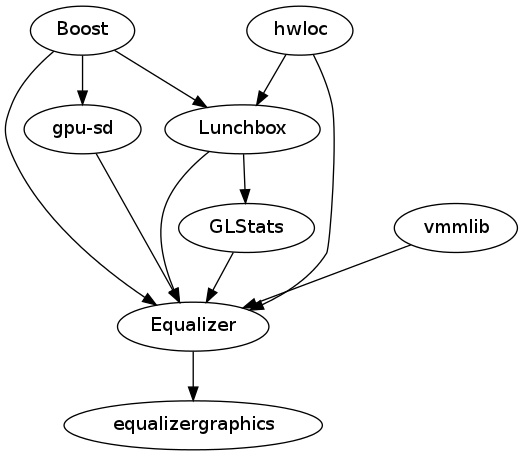 Boost
hwloc
gpu-sd
Lunchbox
GLStats
vmmlib
Equalizer
equalizergraphics